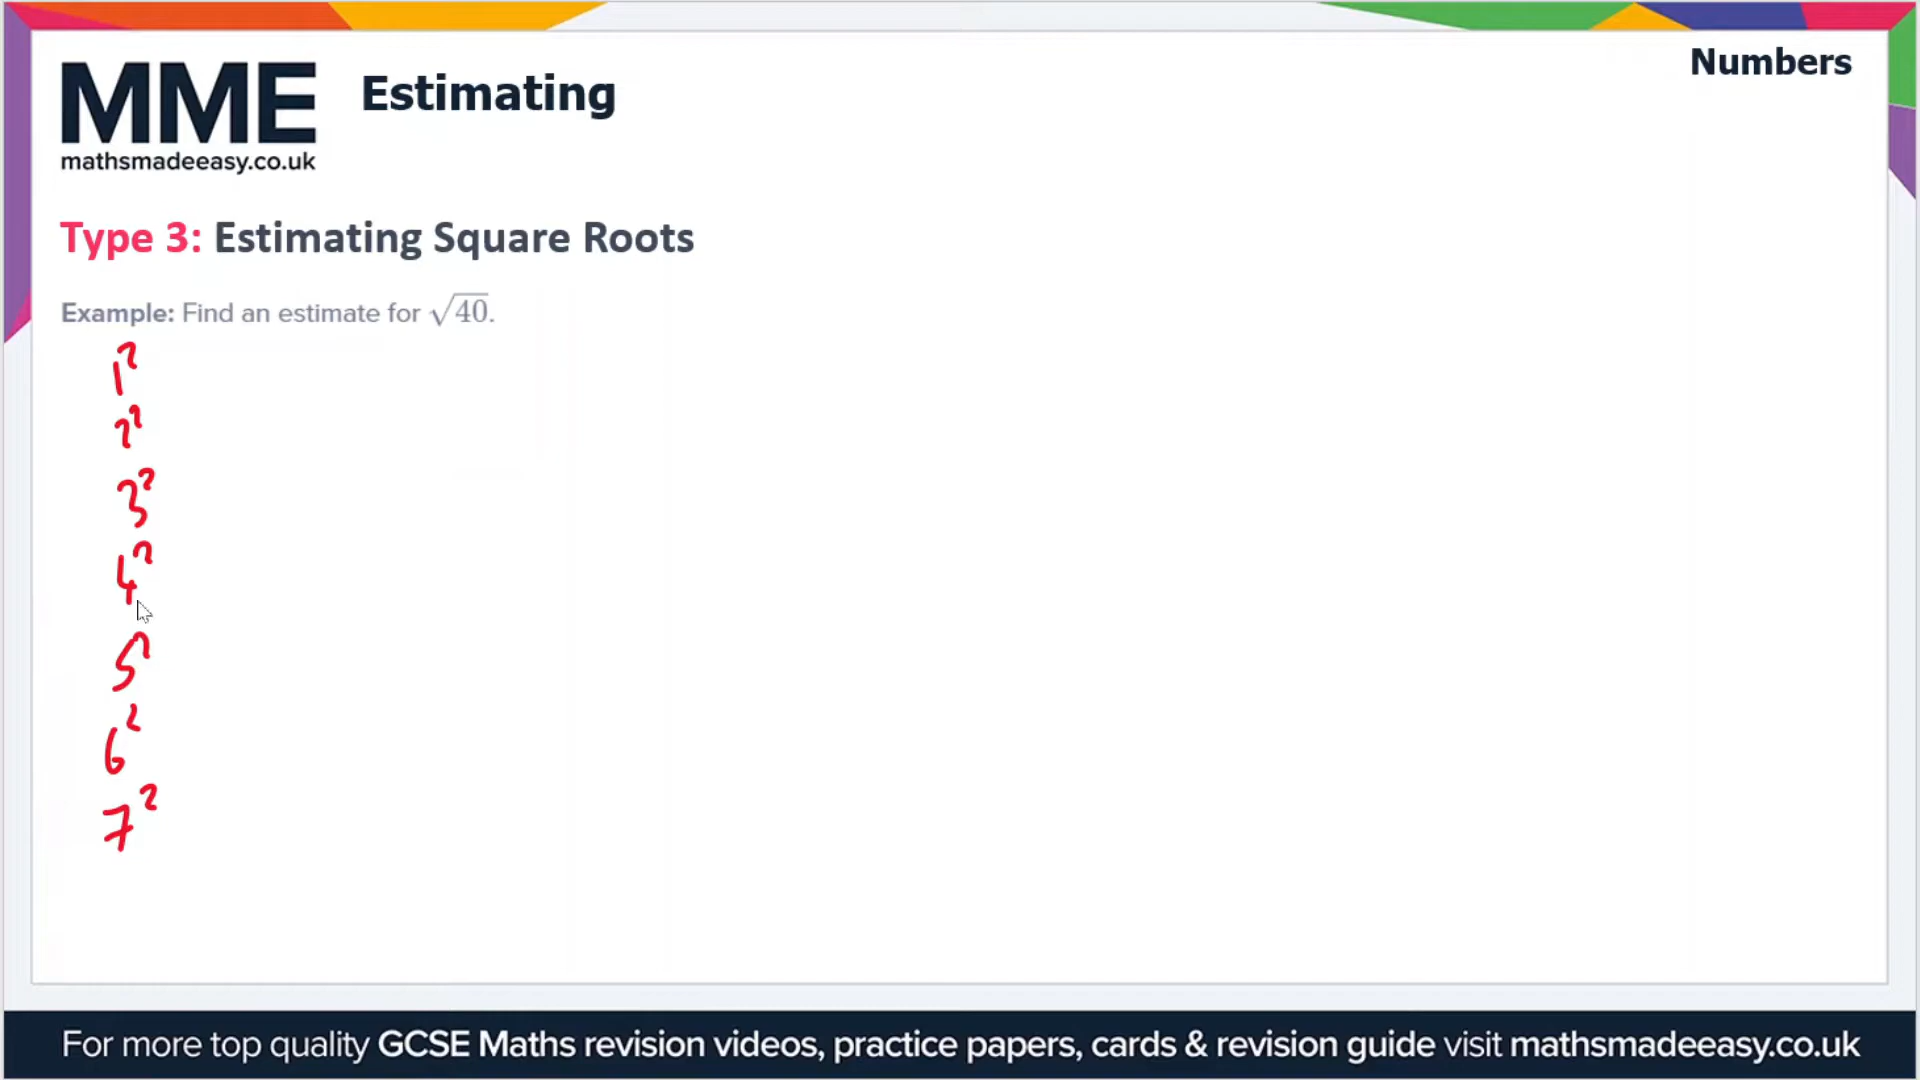 MME
mathsmadeeasy.co.uk
Estimating
Numbers
Type 3: Estimating Square Roots
Example: Find an estimate for √40.
1²
2²
3²
4²
5²
6²
7²
For more top quality GCSE Maths revision videos, practice papers, cards & revision guide visit mathsmadeeasy.co.uk